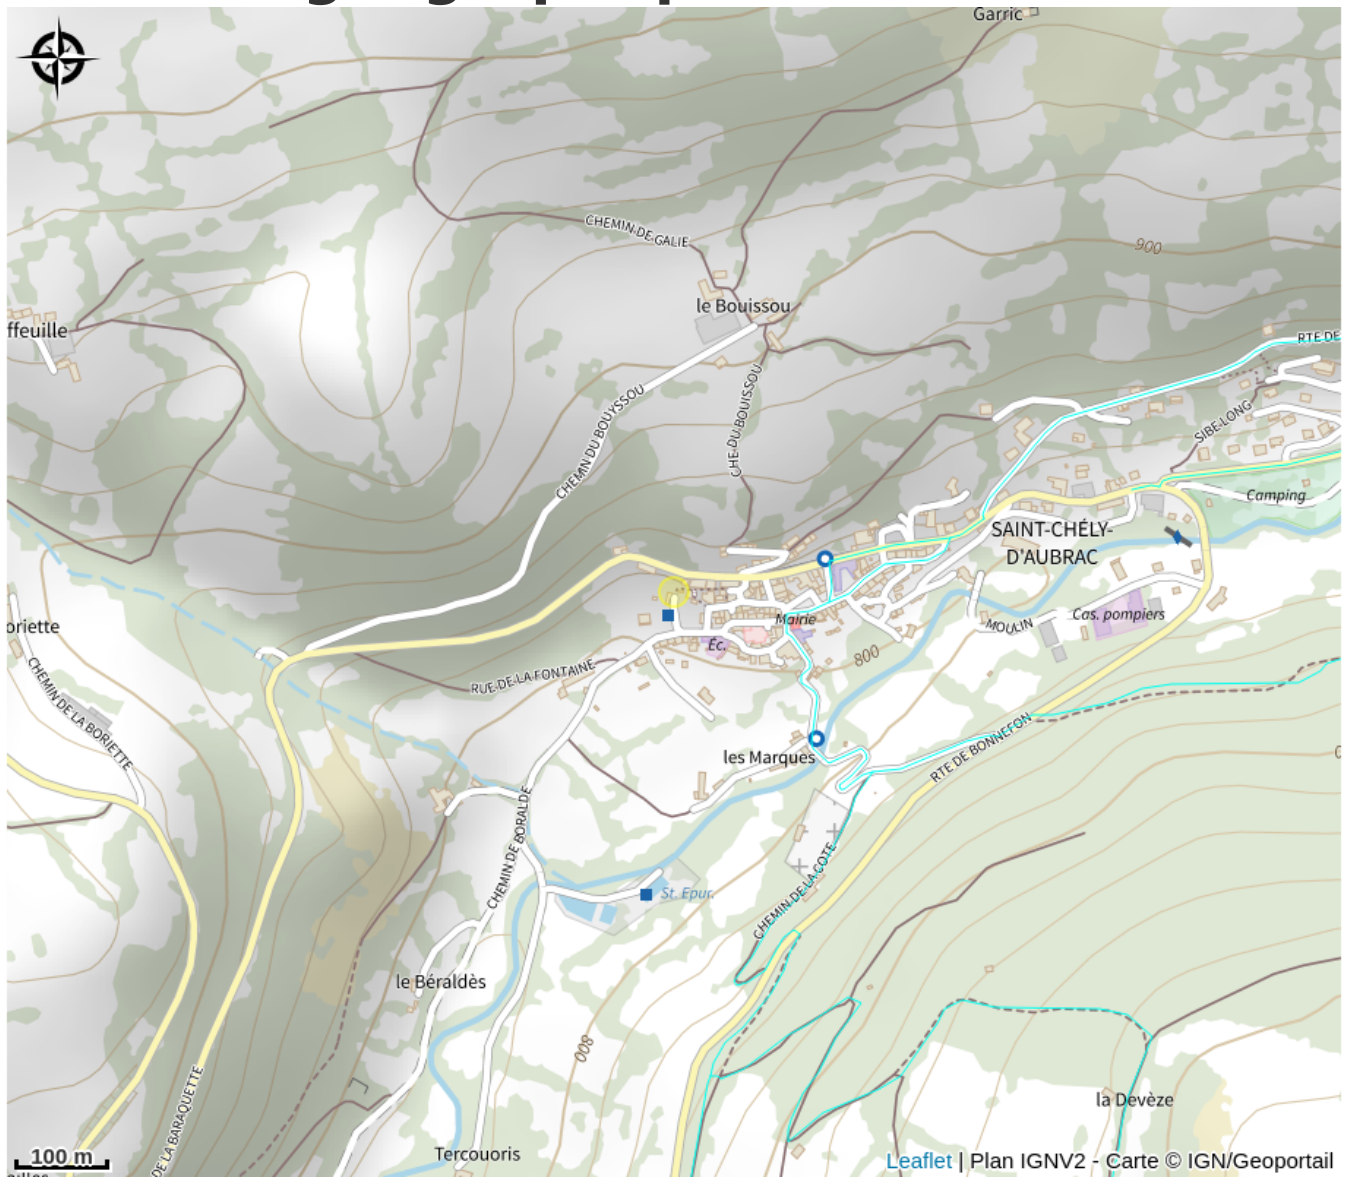 Garric
CHEMIN DE GALIE
900
le Bouissou
ffeuille
RTE DE
CHE DU BOUISSOU
CHEMIN DU BOUYSSOU
SIBELONG
Camping
SAINT-CHÉLY-
D'AUBRAC
Cas. pompiers
Mairie
MOULIN
oriette
Éc.
800
RUE DE LA FONTAINE
CHEMIN DE LA BORIETTE
RTE DE BONNEFON
les Marques
CHEMIN DE BORALDE
CHEMIN DE LA COTE
St. Epur.
le Béraldès
800
la Devèze
DE LA BARAQUETTE
Tercouoris
100 m
Leaflet | Plan IGNV2 - Carte © IGN/Geoportail